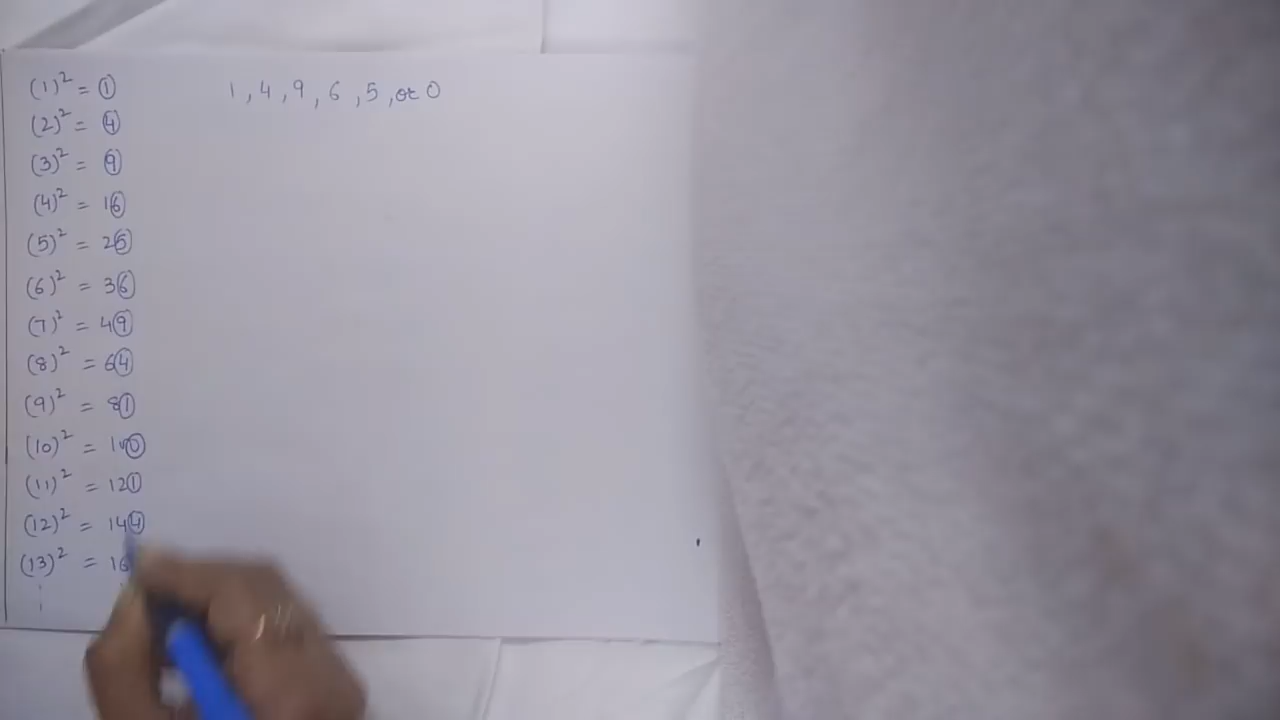 (1)² = 1
1, 4, 9, 6, 5, or 0
(2)² = 4
(3)² = 9
(4)² = 16
(5)² = 25
(6)² = 36
(7)² = 49
(8)² = 64
(9)² = 81
(10)² = 100
(11)² = 121
(12)² = 144
(13)² = 16